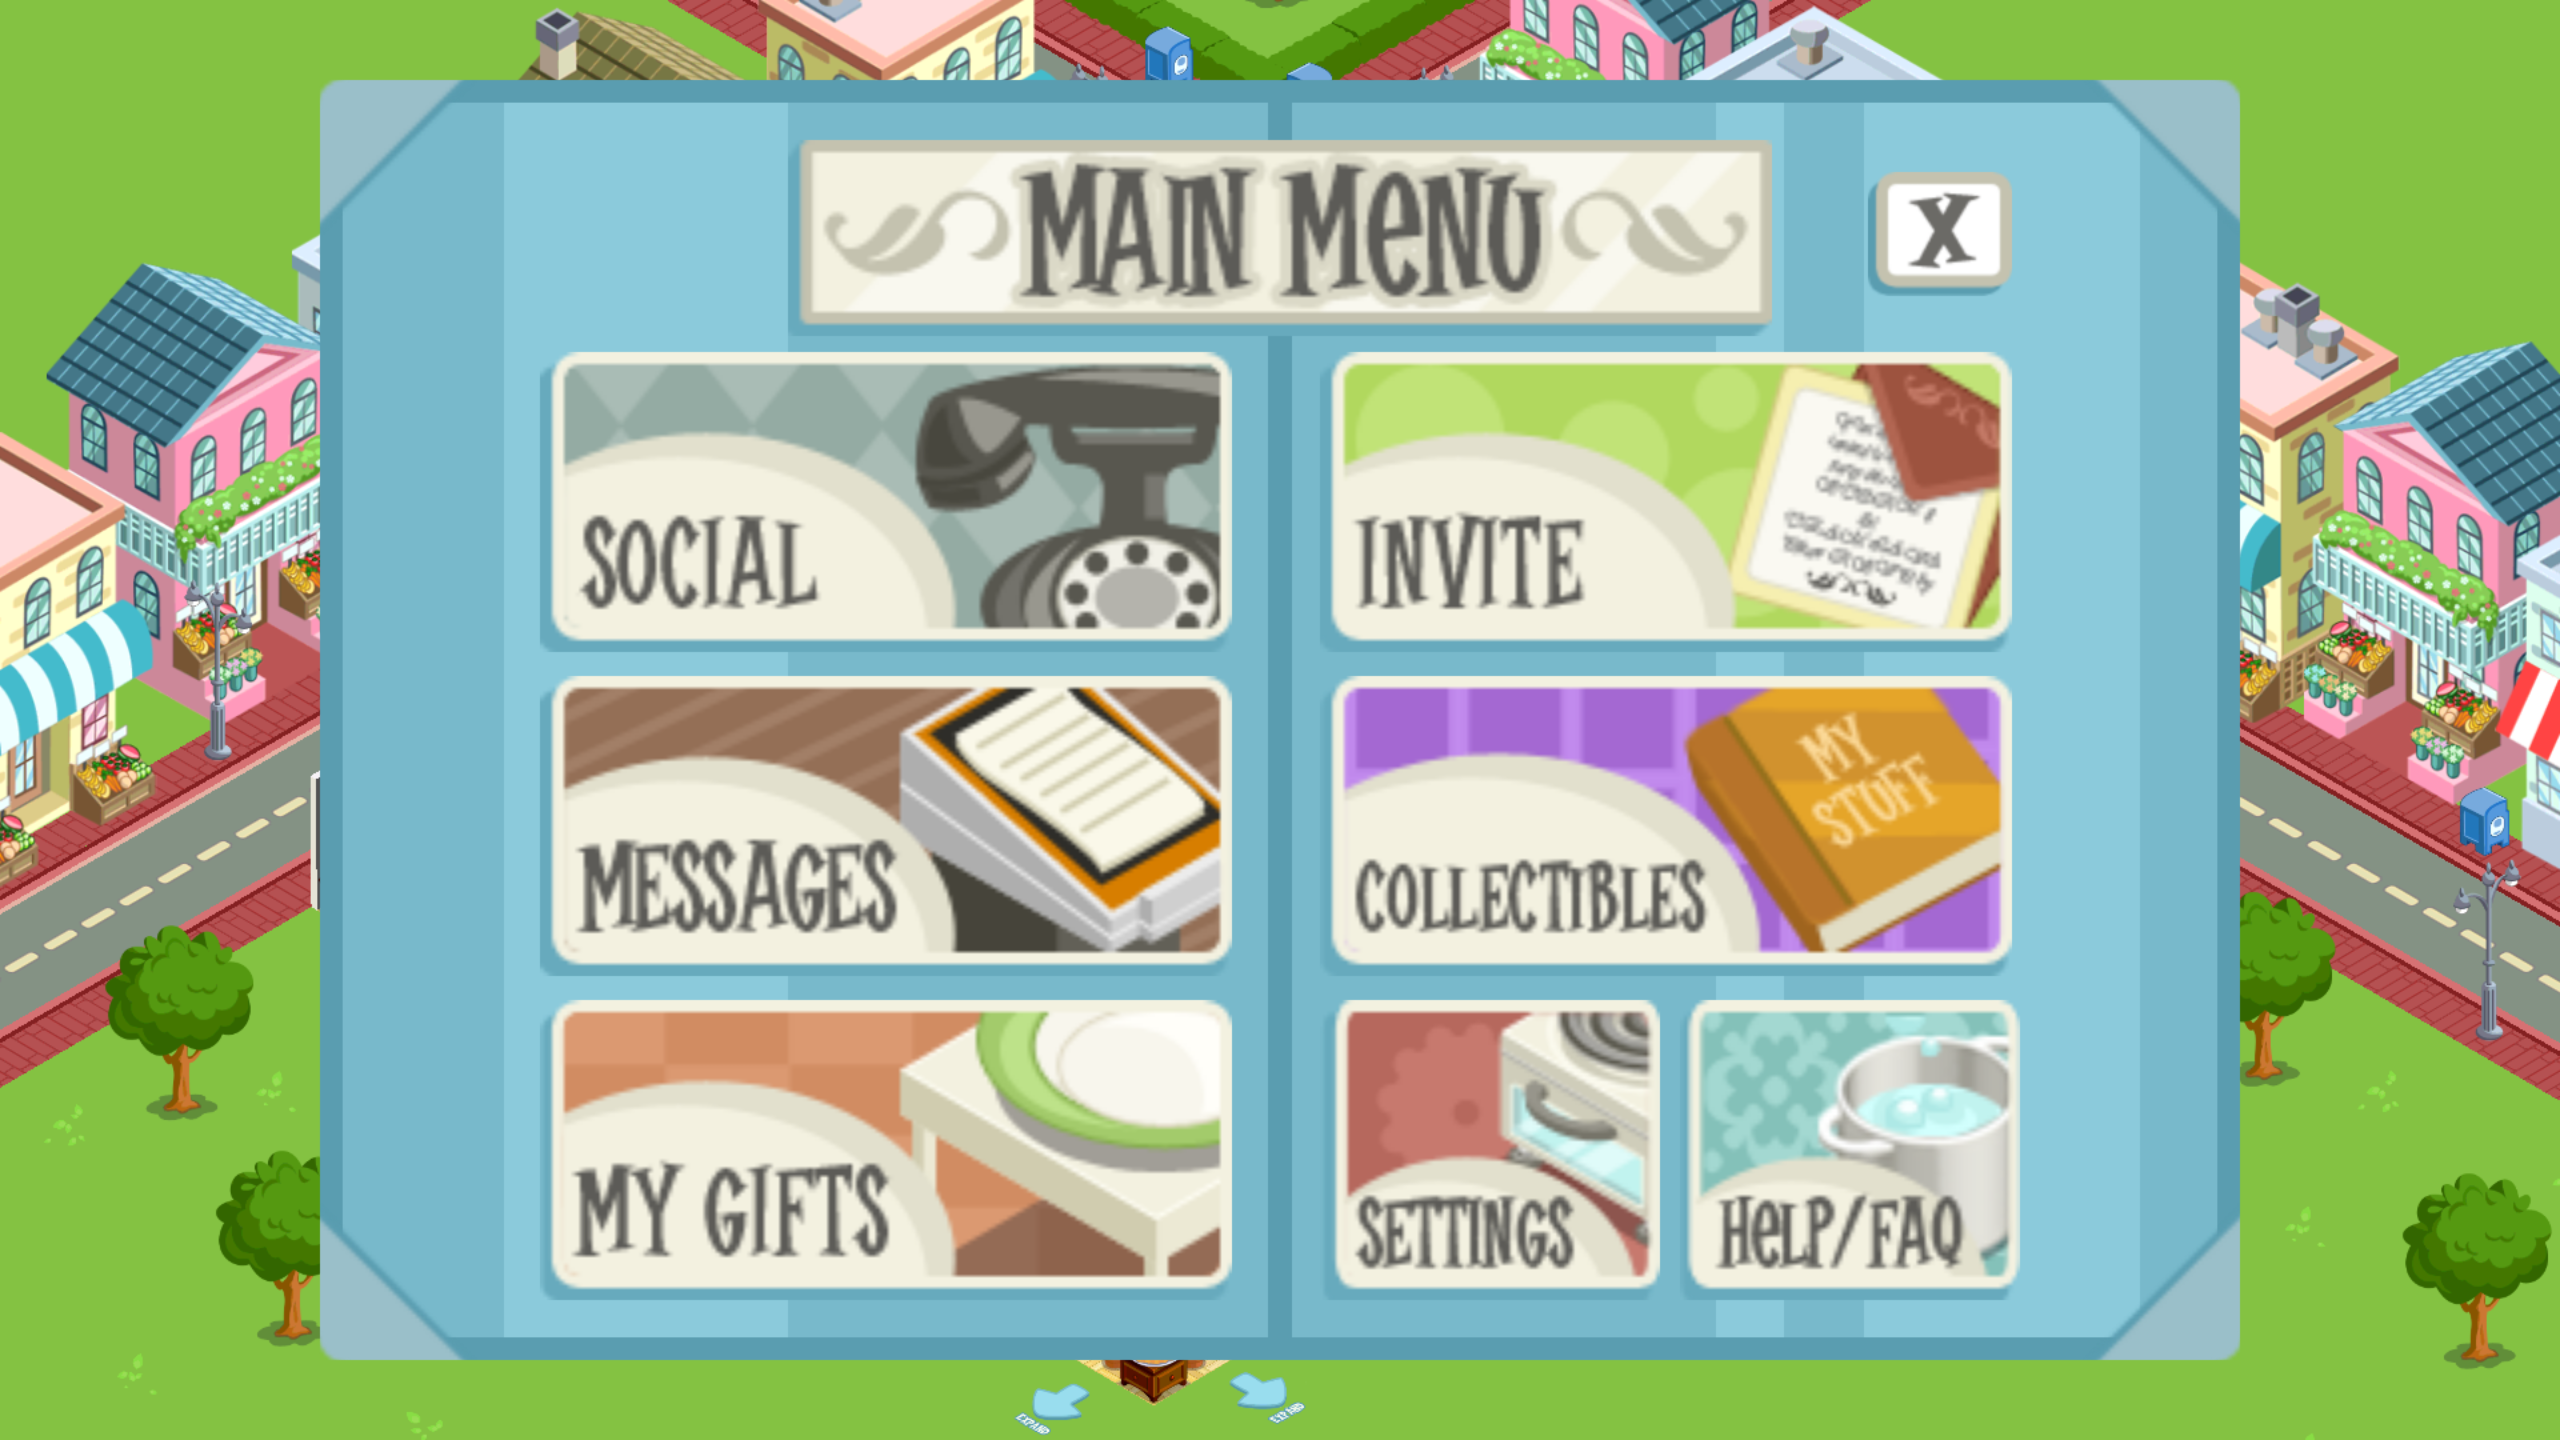 MAIN MeNU
X
SOCIAL
INVITE
MESSAGES
COLLECTIBLES
MY
STUFF
MY GIFTS
SETTINGS
HeLP/FAQ
EXPAND
EXPAND